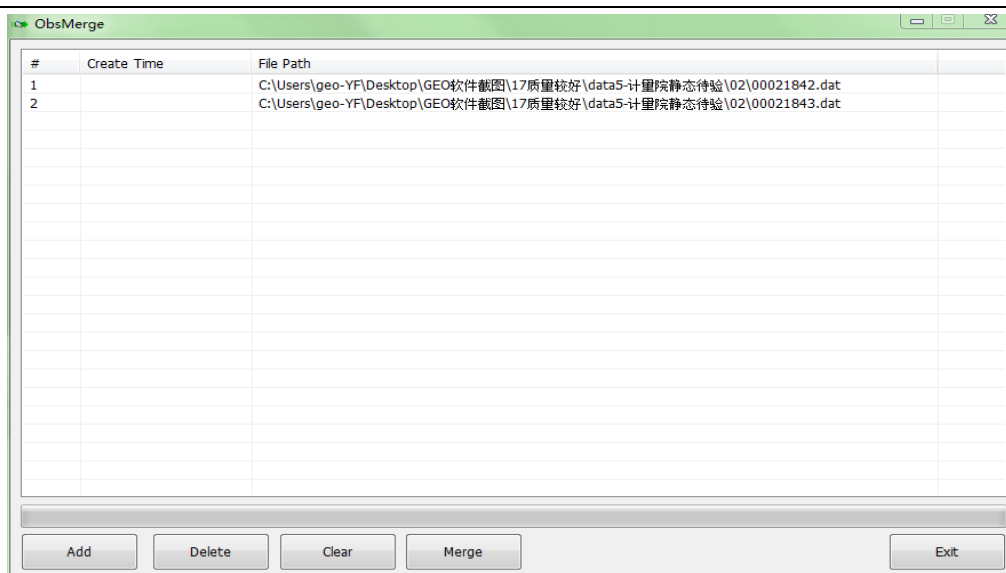 ObsMerge
# Create Time File Path
1 C:\Users\geo-YF\Desktop\GEO软件截图\17质量较好\data5-计量院静态待验\02\00021842.dat
2 C:\Users\geo-YF\Desktop\GEO软件截图\17质量较好\data5-计量院静态待验\02\00021843.dat
Add Delete Clear Merge Exit